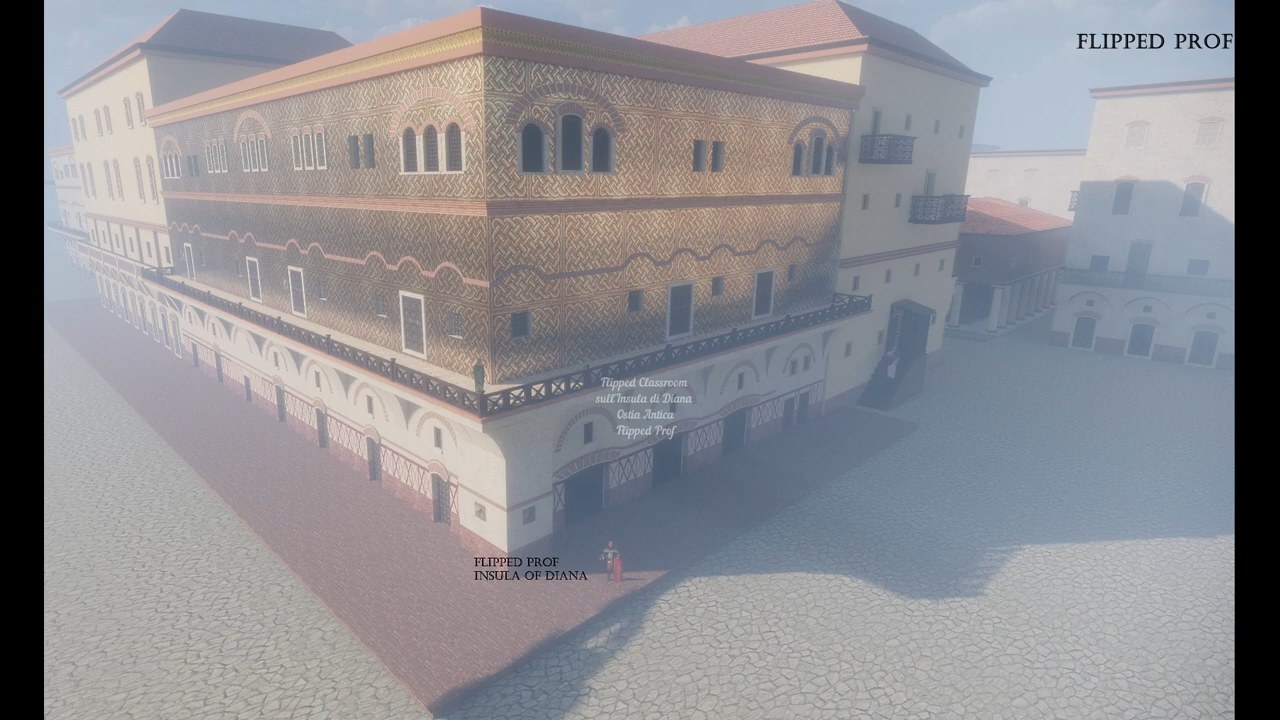 FLIPPED PROF
Flipped Classroom
sull'Insula di Diana
Ostia Antica
Flipped Prof
FLIPPED PROF
INSULA OF DIANA